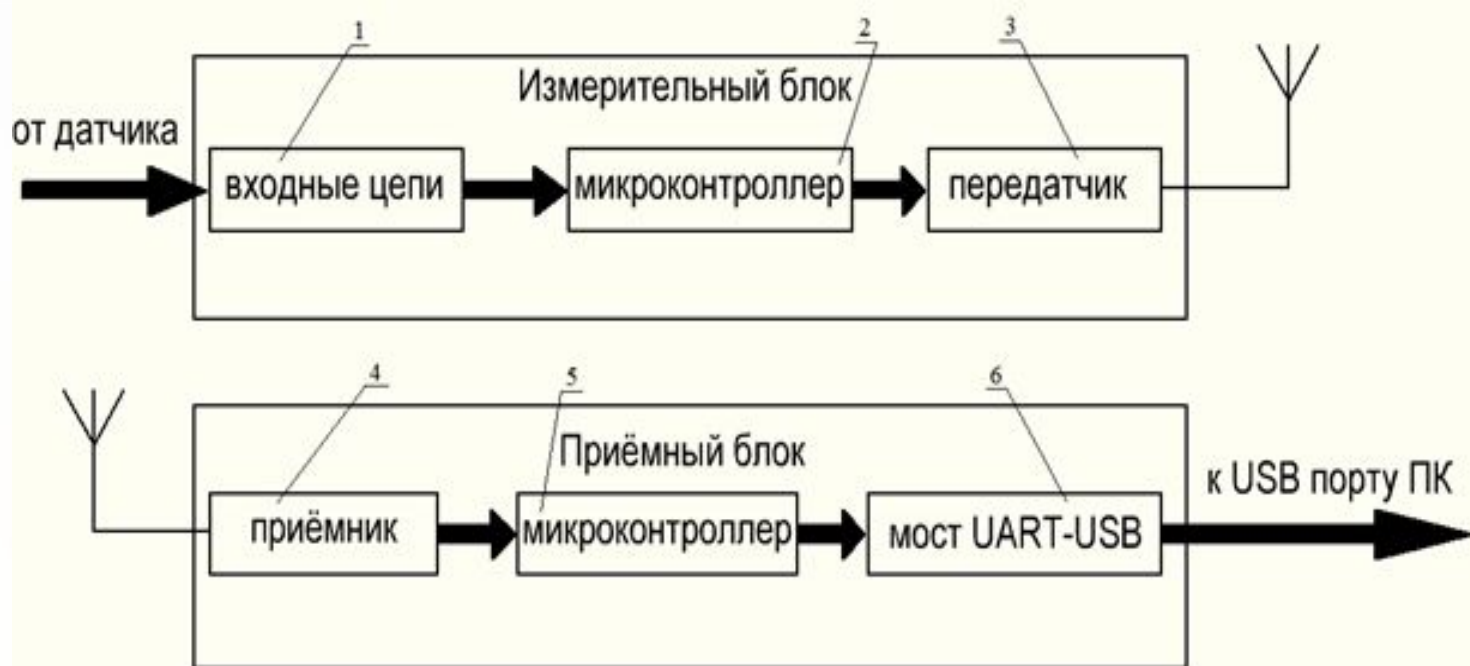 1
2
3
Измерительный блок
от датчика
входные цепи
микроконтроллер
передатчик
4
5
6
Приёмный блок
к USB порту ПК
приёмник
микроконтроллер
мост UART-USB